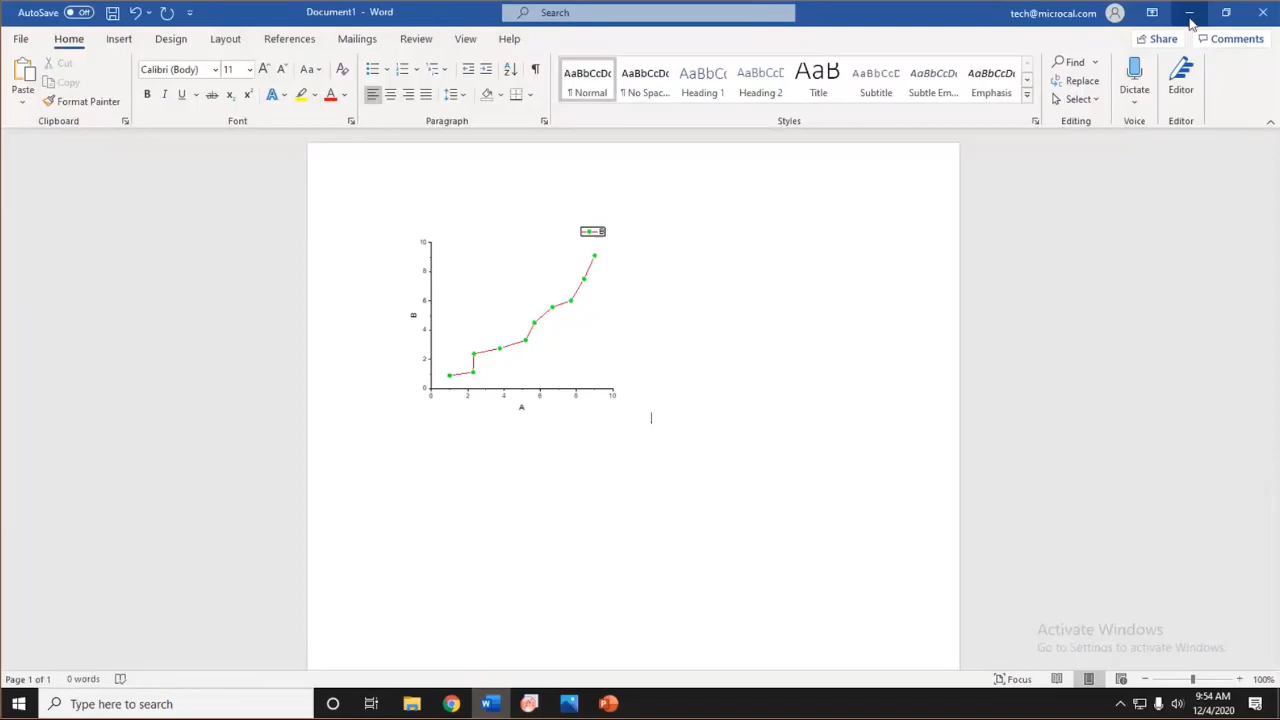 AutoSave Off Document1 - Word Search tech@microcal.com
File Home Insert Design Layout References Mailings Review View Help Share Comments
Paste
Cut
Copy
Format Painter
Clipboard
Calibri (Body) 11
Font
Paragraph
AaBbCcDc
¶ Normal
AaBbCcDc
¶ No Spac...
AaBbCc
Heading 1
AaBbCcC
Heading 2
AaB
Title
AaBbCcC
Subtitle
AaBbCcDc
Subtle Em...
AaBbCcDc
Emphasis
Styles
Find
Replace
Select
Editing
Dictate
Voice
Editor
Editor
B
10
8
6
4
2
0
B
0 2 4 6 8 10
A
Activate Windows
Go to Settings to activate Windows.
Page 1 of 1 0 words Focus 100%
Type here to search
9:54 AM
12/4/2020